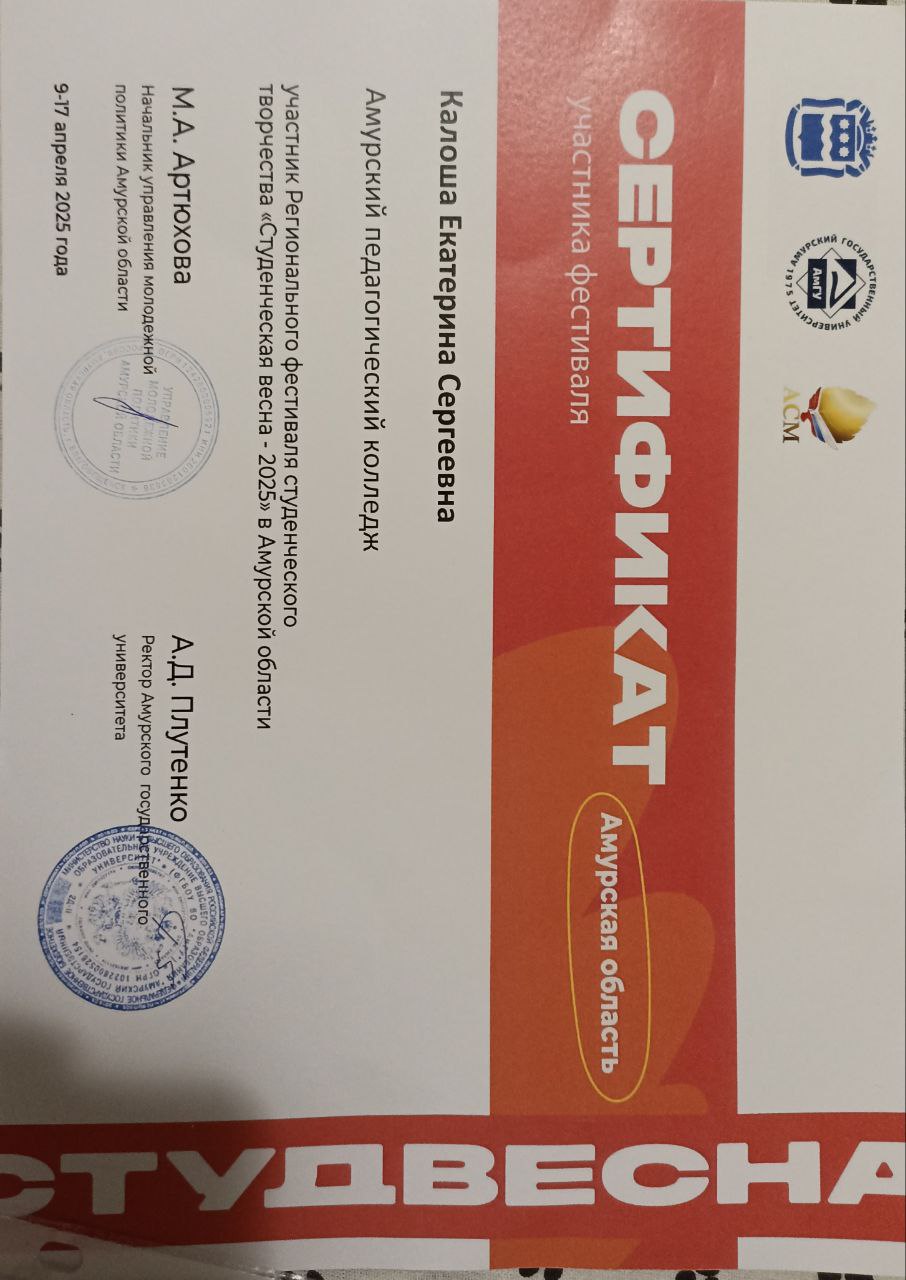 АМУРСКИЙ ГОСУДАРСТВЕННЫЙ УНИВЕРСИТЕТ
АмГУ
1975
АСМ
СТУДВЕСНА
СЕРТИФИКАТ
участника фестиваля
Амурская область
Калоша Екатерина Сергеевна
Амурский педагогический колледж
участник Регионального фестиваля студенческого
творчества «Студенческая весна - 2025» в Амурской области
М.А. Артюхова
Начальник управления молодежной
политики Амурской области
УПРАВЛЕНИЕ
МОЛОДЕЖНОЙ
ПОЛИТИКИ
АМУРСКОЙ ОБЛАСТИ
А.Д. Плутенко
Ректор Амурского государственного
университета
9-17 апреля 2025 года